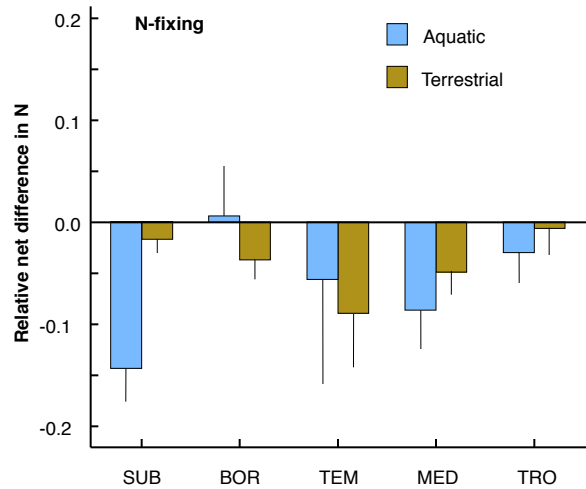 N-fixing
Aquatic
Terrestrial
Relative net difference in N
0.2
0.1
0.0
-0.1
-0.2
SUB BOR TEM MED TRO